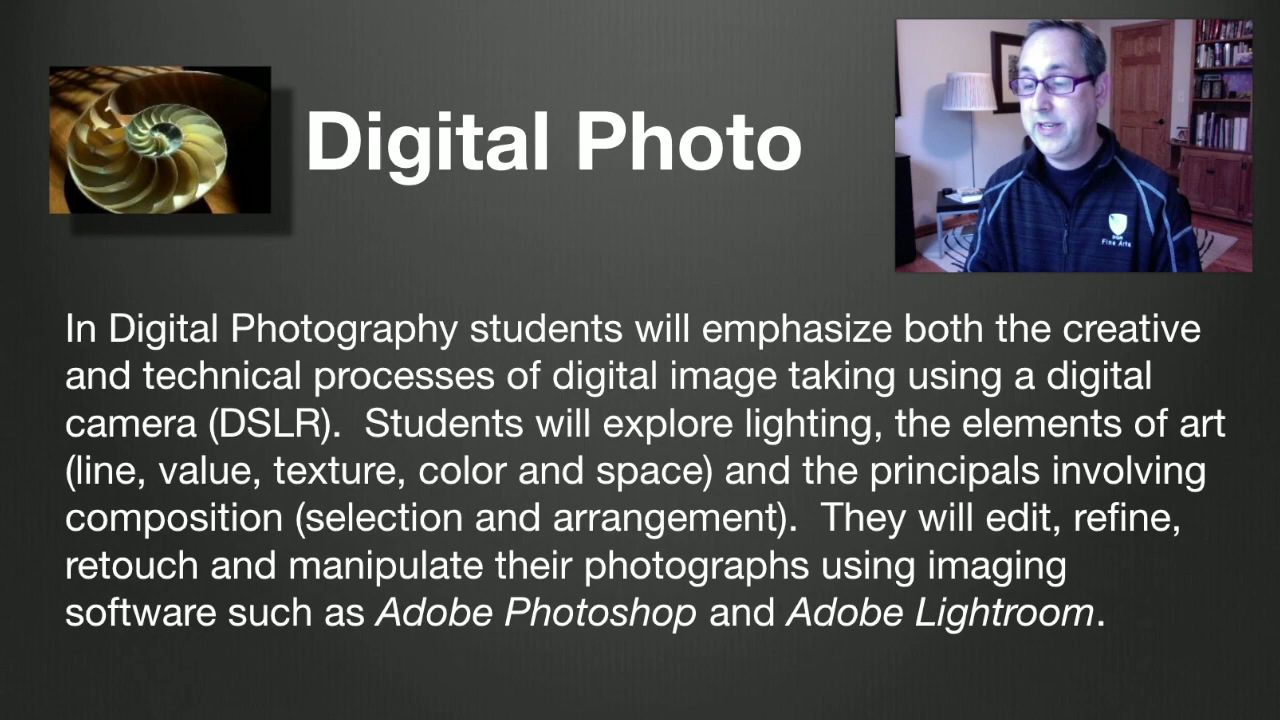 Digital Photo
Fine Arts
In Digital Photography students will emphasize both the creative
and technical processes of digital image taking using a digital
camera (DSLR).  Students will explore lighting, the elements of art
(line, value, texture, color and space) and the principals involving
composition (selection and arrangement).  They will edit, refine,
retouch and manipulate their photographs using imaging
software such as Adobe Photoshop and Adobe Lightroom.